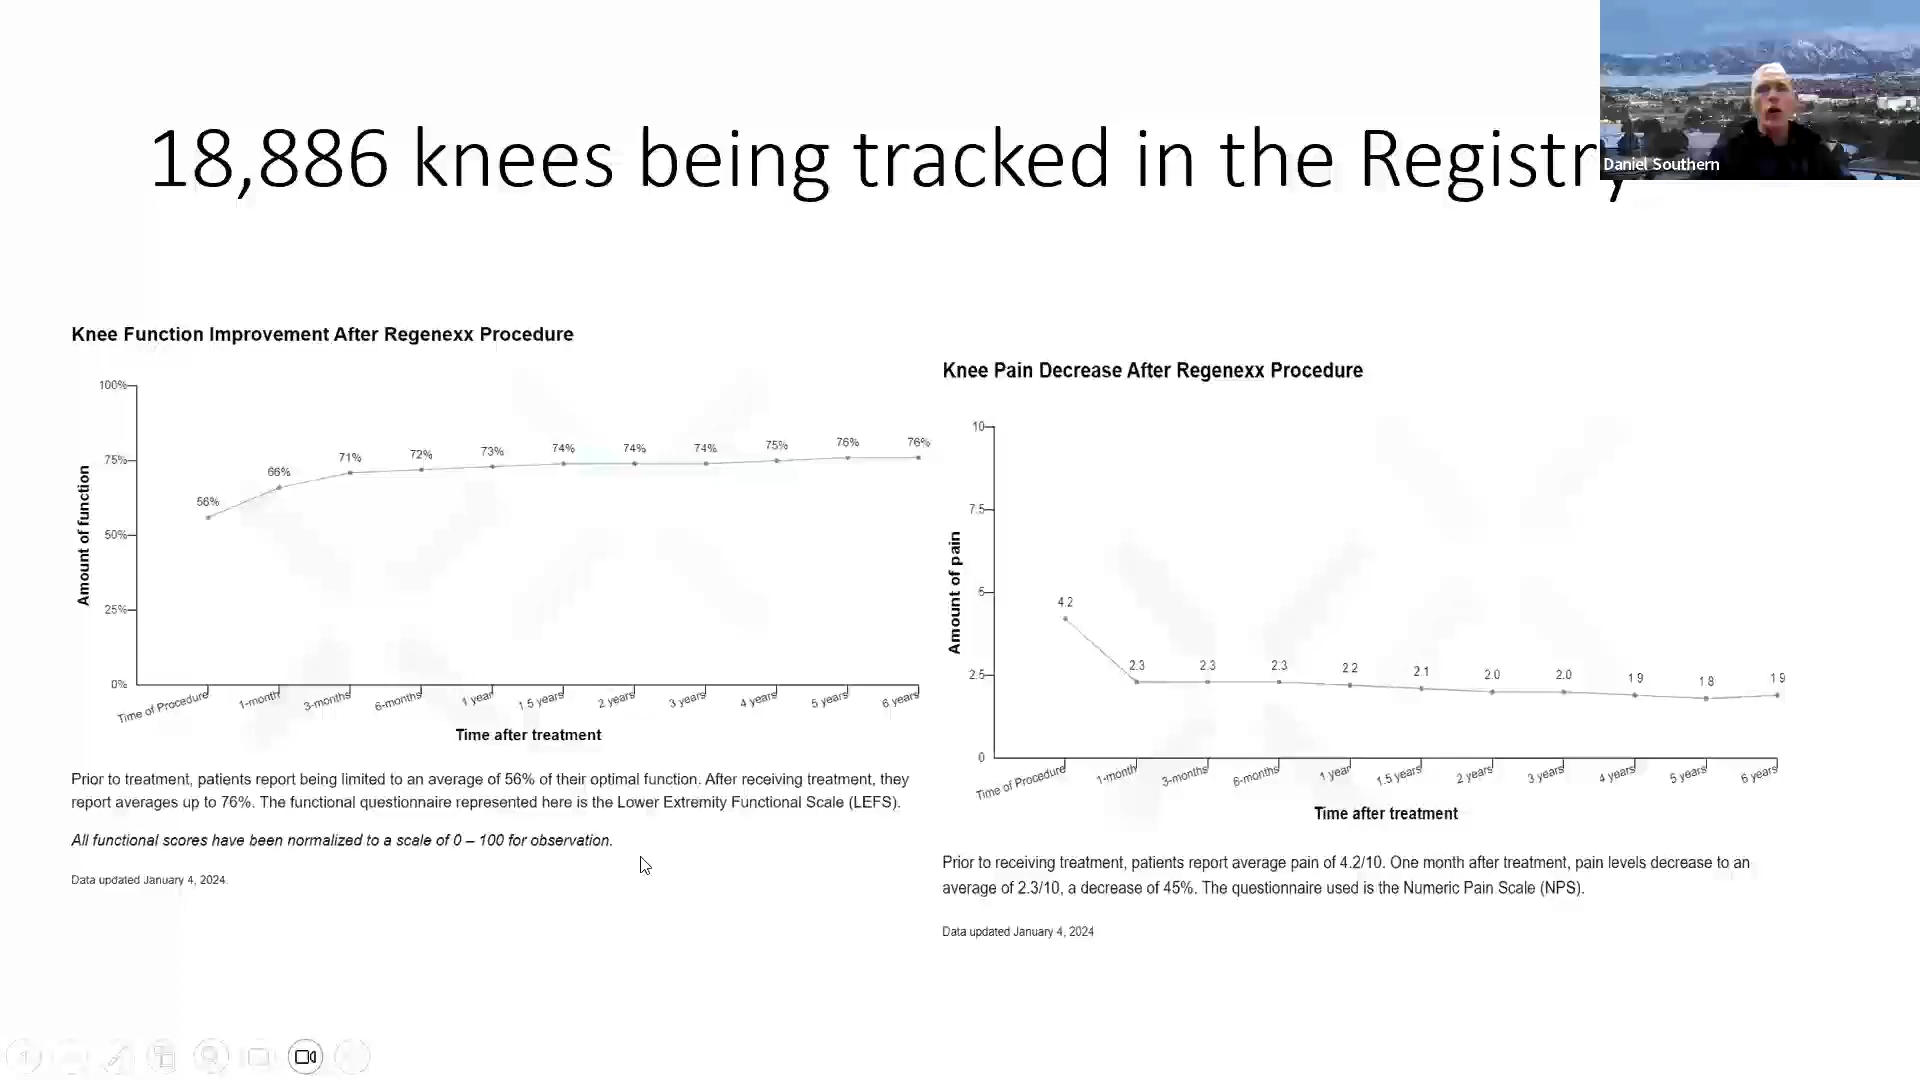 18,886 knees being tracked in the Registry
Daniel Southern
Knee Function Improvement After Regenexx Procedure
Amount of function
100%
75%
50%
25%
0%
56%
66%
71%
72%
73%
74%
74%
74%
75%
76%
76%
Time of Procedure
1-month
3-months
6-months
1 year
1.5 years
2 years
3 years
4 years
5 years
6 years
Time after treatment
Prior to treatment, patients report being limited to an average of 56% of their optimal function. After receiving treatment, they
report averages up to 76%. The functional questionnaire represented here is the Lower Extremity Functional Scale (LEFS).
All functional scores have been normalized to a scale of 0 – 100 for observation.
Data updated January 4, 2024.
Knee Pain Decrease After Regenexx Procedure
Amount of pain
10
7.5
5
2.5
0
4.2
2.3
2.3
2.3
2.2
2.1
2.0
2.0
1.9
1.8
1.9
Time of Procedure
1-month
3-months
6-months
1 year
1.5 years
2 years
3 years
4 years
5 years
6 years
Time after treatment
Prior to receiving treatment, patients report average pain of 4.2/10. One month after treatment, pain levels decrease to an
average of 2.3/10, a decrease of 45%. The questionnaire used is the Numeric Pain Scale (NPS).
Data updated January 4, 2024